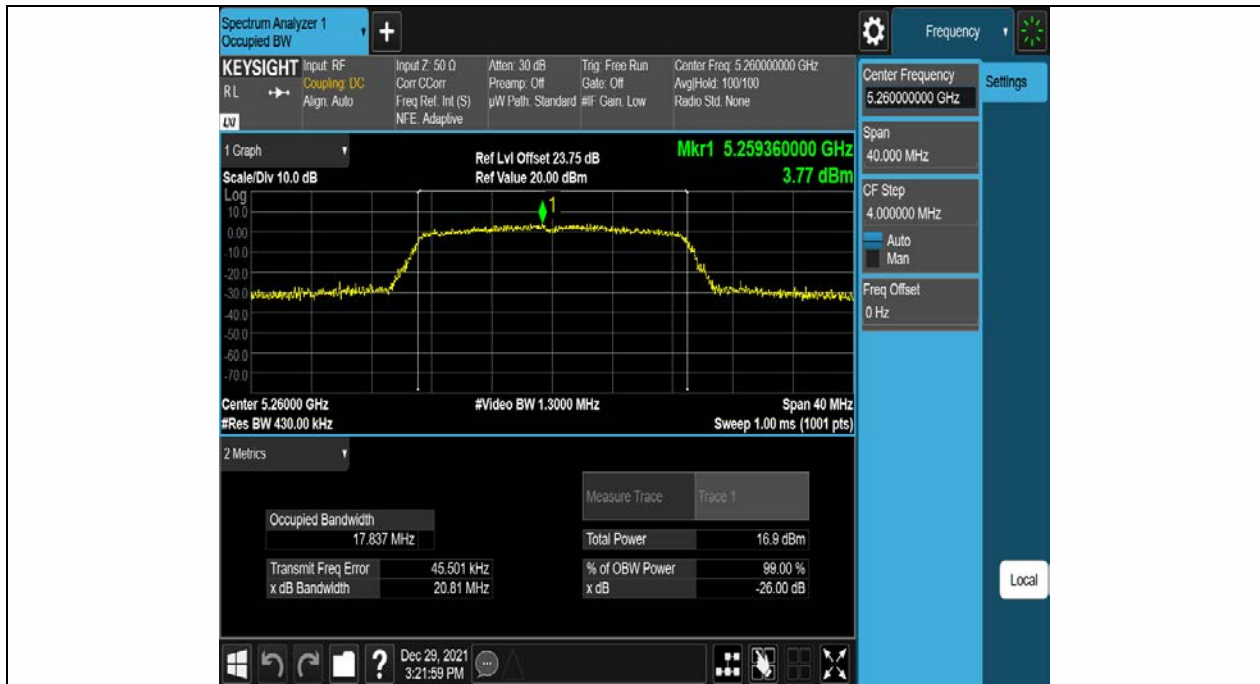 Spectrum Analyzer 1
Occupied BW
+
Frequency
KEYSIGHT
RL
LXI
Input: RF
Coupling: DC
Align: Auto
Input Z: 50 Ω
Corr CCorr
Freq Ref: Int (S)
NFE: Adaptive
Atten: 30 dB
Preamp: Off
µW Path: Standard
Trig: Free Run
Gate: Off
#IF Gain: Low
Center Freq: 5.260000000 GHz
Avg|Hold: 100/100
Radio Std: None
Center Frequency
5.260000000 GHz
Settings
Span
40.000 MHz
CF Step
4.000000 MHz
Auto
Man
Freq Offset
0 Hz
Local
1 Graph
Scale/Div 10.0 dB
Ref Lvl Offset 23.75 dB
Ref Value 20.00 dBm
Mkr1 5.259360000 GHz
3.77 dBm
Log
10.0
0.00
-10.0
-20.0
-30.0
-40.0
-50.0
-60.0
-70.0
1
Center 5.26000 GHz
#Res BW 430.00 kHz
#Video BW 1.3000 MHz
Span 40 MHz
Sweep 1.00 ms (1001 pts)
2 Metrics
Measure Trace Trace 1
Occupied Bandwidth
17.837 MHz
Total Power 16.9 dBm
Transmit Freq Error 45.501 kHz
% of OBW Power 99.00 %
x dB Bandwidth 20.81 MHz
x dB -26.00 dB
?
Dec 29, 2021
3:21:59 PM